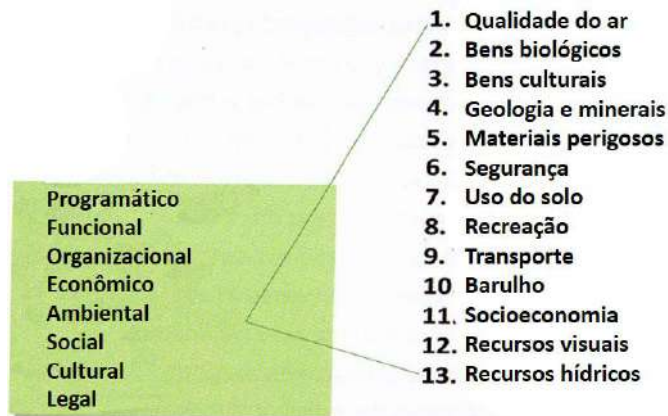 1. Qualidade do ar
2. Bens biológicos
3. Bens culturais
4. Geologia e minerais
5. Materiais perigosos
6. Segurança
7. Uso do solo
8. Recreação
9. Transporte
10 Barulho
11. Socioeconomia
12. Recursos visuais
13. Recursos hídricos
Programático
Funcional
Organizacional
Econômico
Ambiental
Social
Cultural
Legal